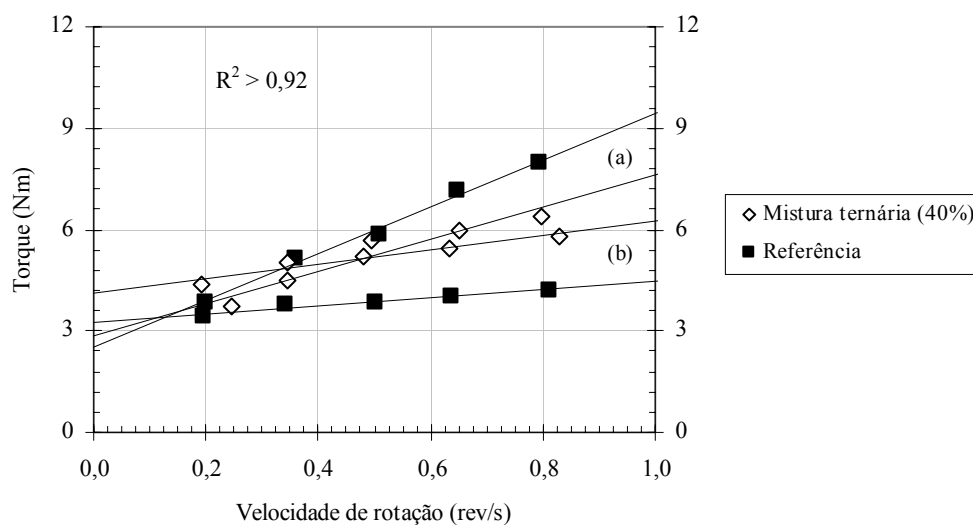 12
12
R² > 0,92
9
9
(a)
Torque (Nm)
Mistura ternária (40%)
6
6
(b)
Referência
3
3
0
0
0,0
0,2
0,4
0,6
0,8
1,0
Velocidade de rotação (rev/s)